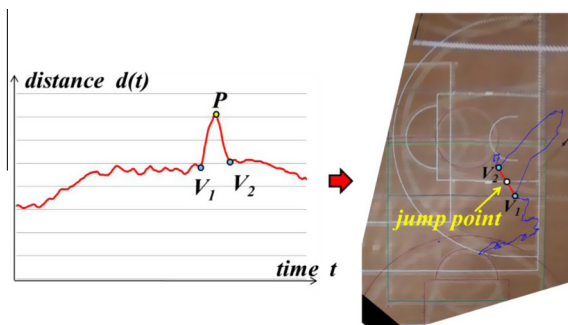 distance d(t)
P
V1 V2
time t
V2
V1
jump point